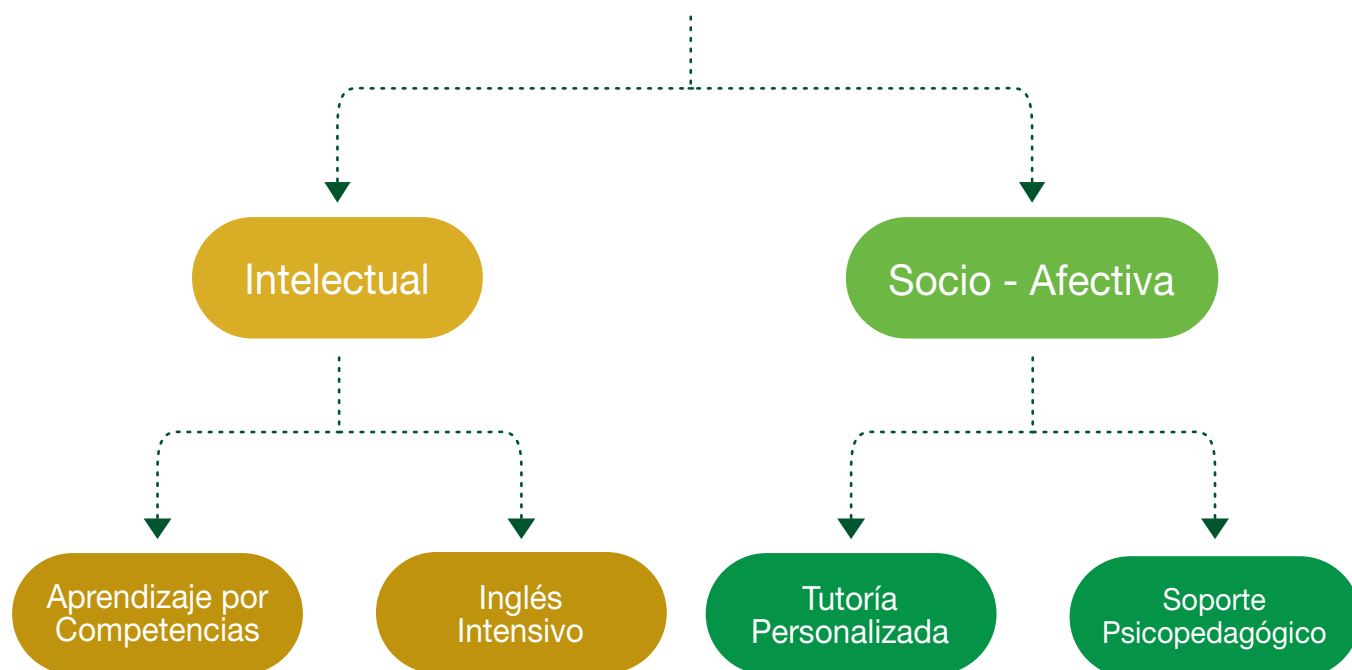 Intelectual
Socio - Afectiva
Aprendizaje por
Competencias
Inglés
Intensivo
Tutoría
Personalizada
Soporte
Psicopedagógico